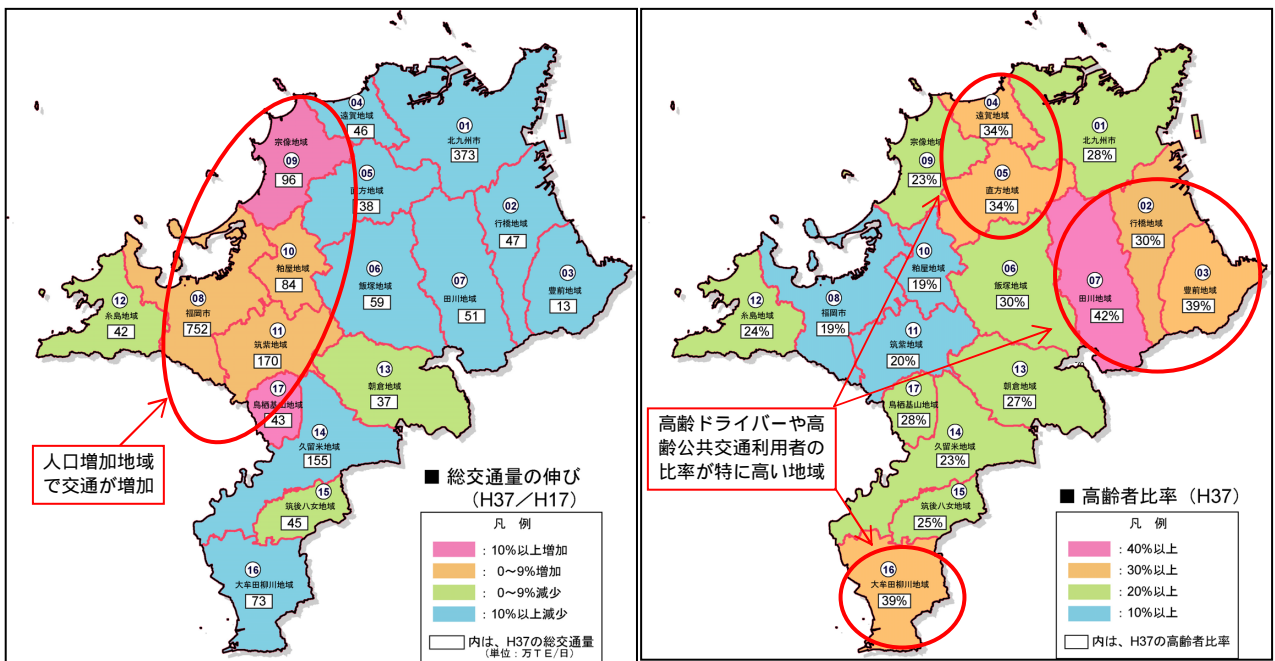 04
遠賀地域
46
01
北九州市
373
宗像地域
09
96
05
直方地域
38
02
行橋地域
47
10
粕屋地域
84
06
飯塚地域
59
07
田川地域
51
03
豊前地域
13
12
糸島地域
42
08
福岡市
752
11
筑紫地域
170
13
朝倉地域
37
17
鳥栖基山地域
43
14
久留米地域
155
15
筑後八女地域
45
16
大牟田柳川地域
73
人口増加地域
で交通が増加
■ 総交通量の伸び
(H37/H17)
凡 例
:10%以上増加
:0~9%増加
:0~9%減少
:10%以上減少
内は、H37の総交通量
(単位:万TE/日)
04
遠賀地域
34%
01
北九州市
28%
宗像地域
09
23%
05
直方地域
34%
02
行橋地域
30%
10
粕屋地域
19%
06
飯塚地域
30%
07
田川地域
42%
03
豊前地域
39%
12
糸島地域
24%
08
福岡市
19%
11
筑紫地域
20%
13
朝倉地域
27%
17
鳥栖基山地域
28%
14
久留米地域
23%
15
筑後八女地域
25%
16
大牟田柳川地域
39%
高齢ドライバーや高
齢公共交通利用者の
比率が特に高い地域
■ 高齢者比率(H37)
凡 例
:40%以上
:30%以上
:20%以上
:10%以上
内は、H37の高齢者比率